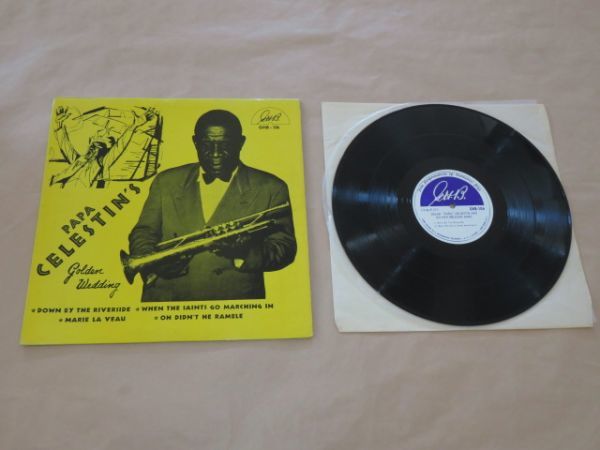 GHB
GHB-106
PAPA
CELESTIN'S
Golden
Wedding
★ DOWN BY THE RIVERSIDE ★ WHEN THE SAINTS GO MARCHING IN
★ MARIE LA VEAU ★ OH DIDN'T HE RAMBLE
GHB
GHB-106